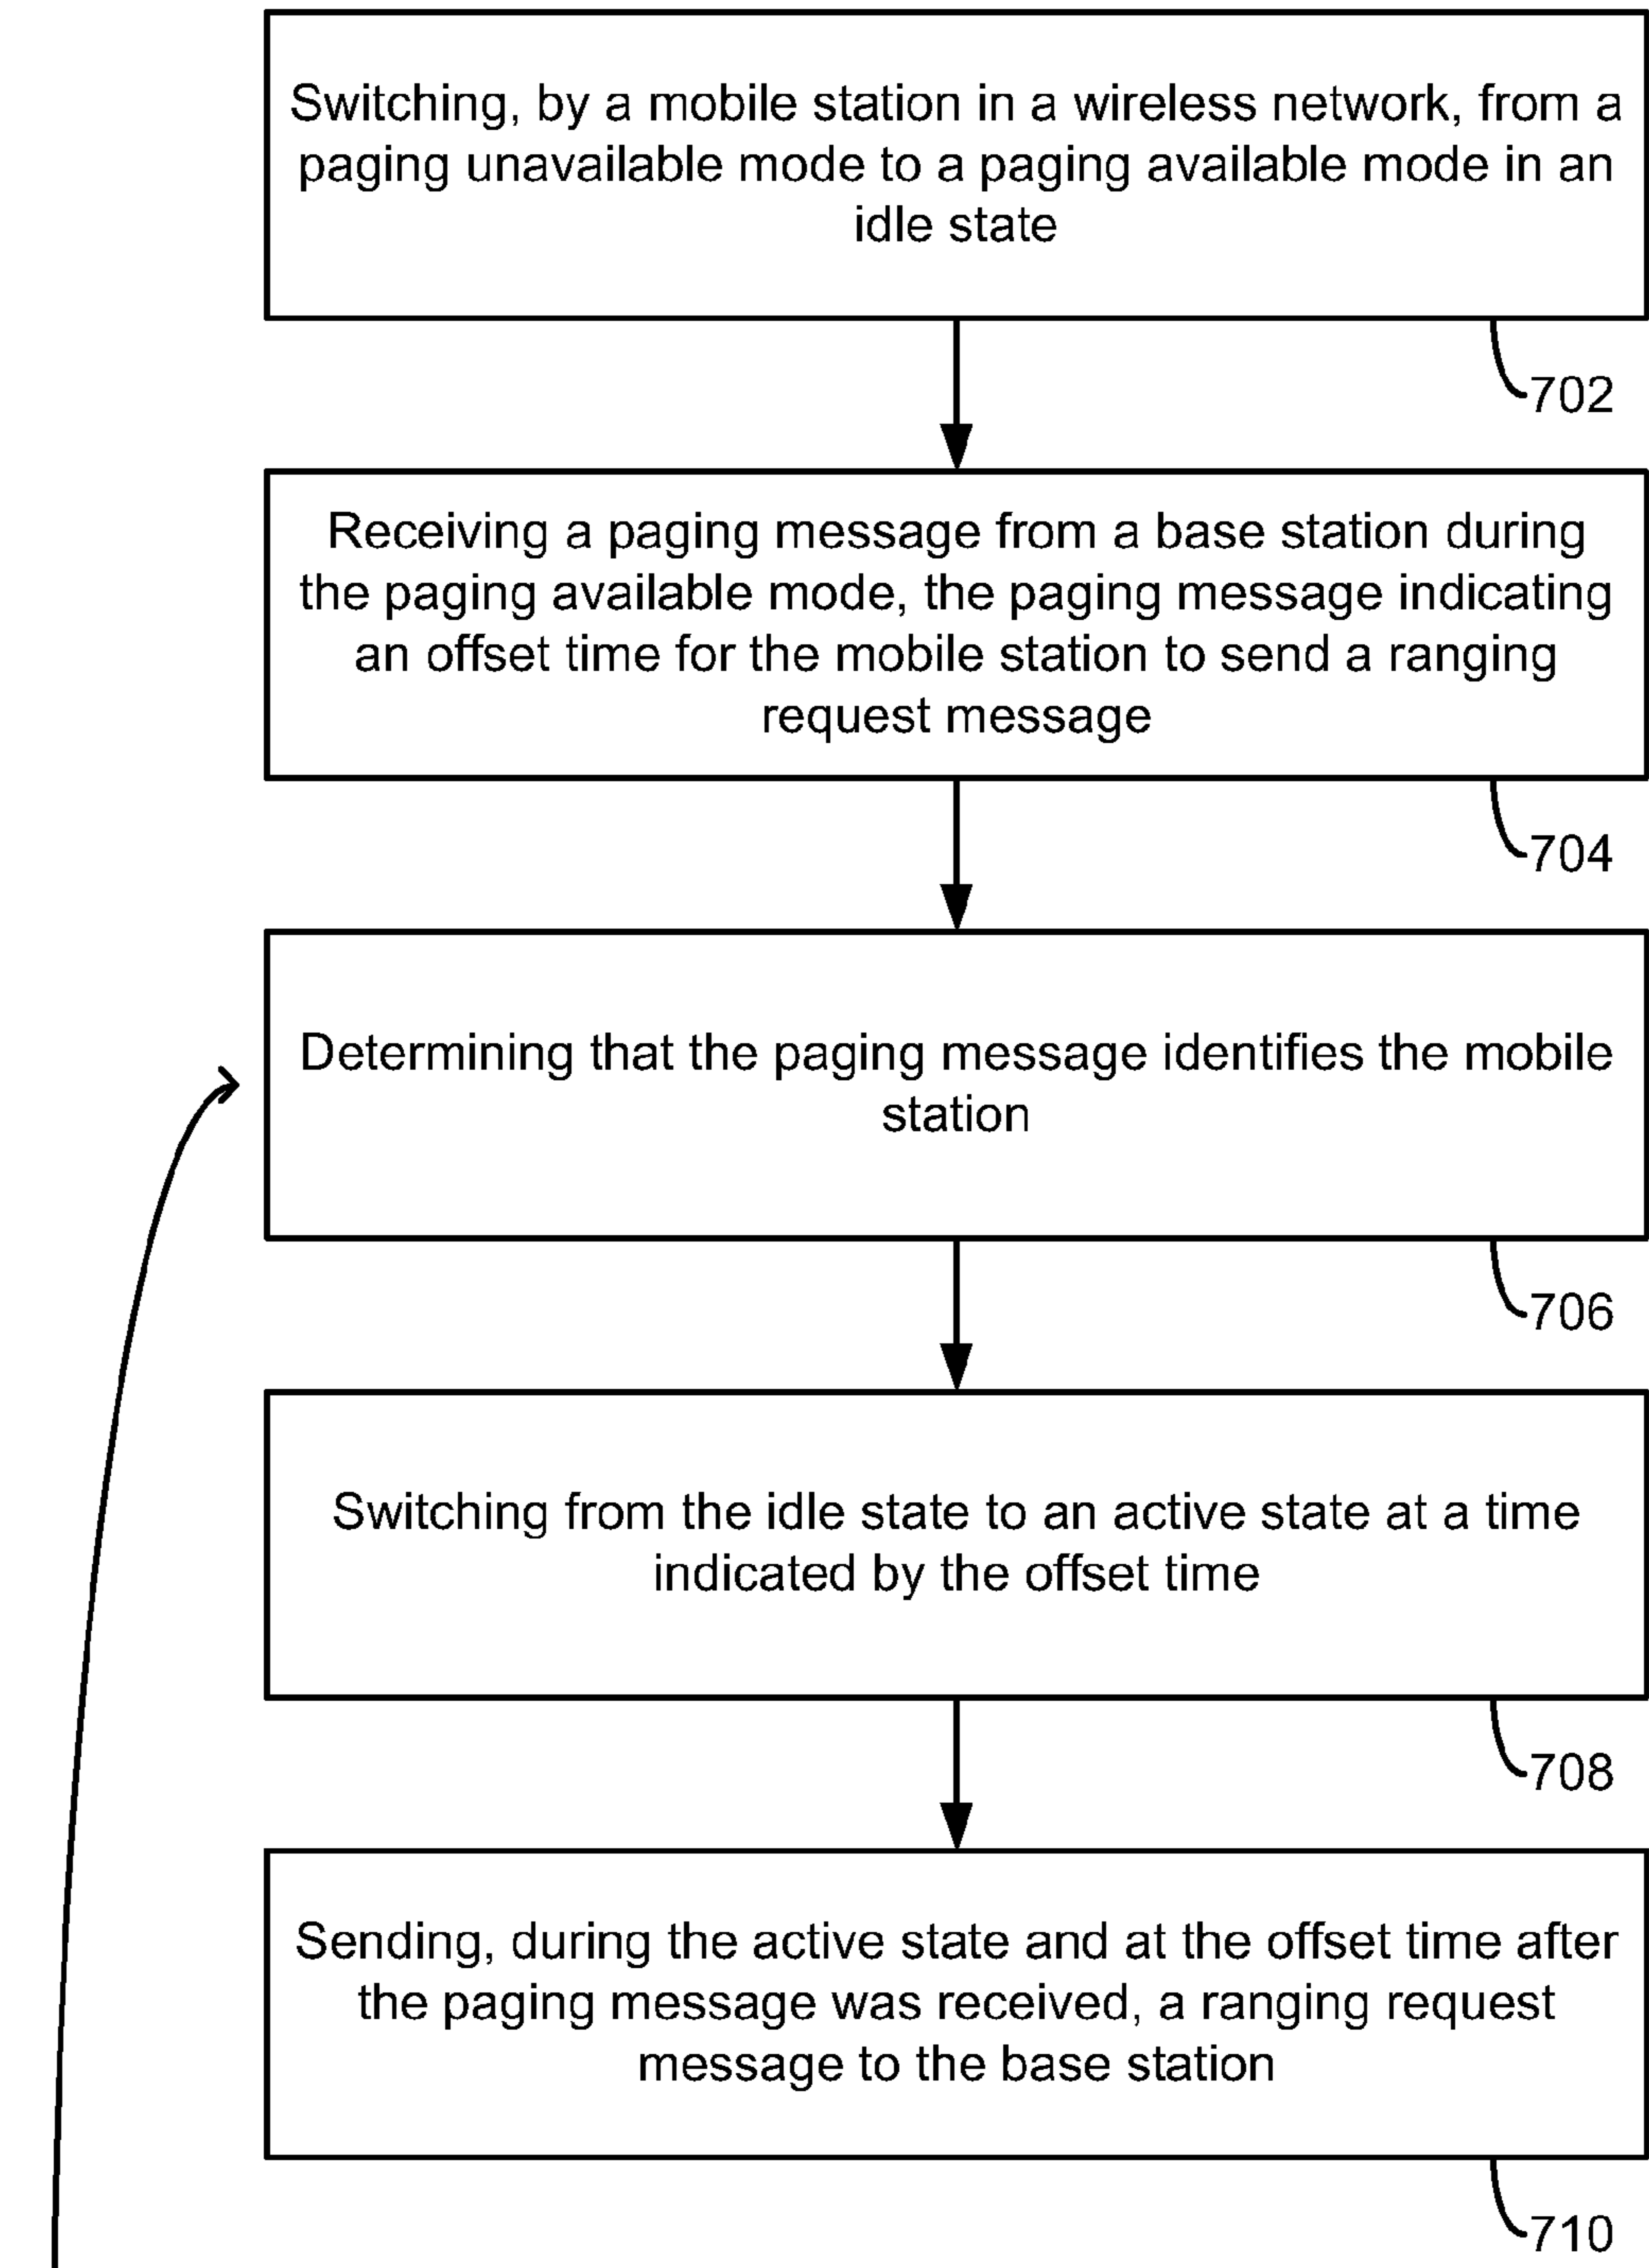 Switching, by a mobile station in a wireless network, from a
paging unavailable mode to a paging available mode in an
idle state
702
Receiving a paging message from a base station during
the paging available mode, the paging message indicating
an offset time for the mobile station to send a ranging
request message
704
Determining that the paging message identifies the mobile
station
706
Switching from the idle state to an active state at a time
indicated by the offset time
708
Sending, during the active state and at the offset time after
the paging message was received, a ranging request
message to the base station
710